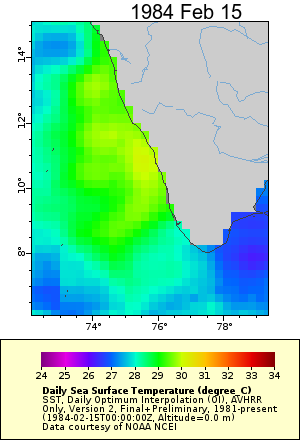 1984 Feb 15
14°
12°
10°
8°
74° 76° 78°
24 25 26 27 28 29 30 31 32 33 34
Daily Sea Surface Temperature (degree_C)
SST, Daily Optimum Interpolation (OI), AVHRR
Only, Version 2, Final+Preliminary, 1981-present
(1984-02-15T00:00:00Z, Altitude=0.0 m)
Data courtesy of NOAA NCEI